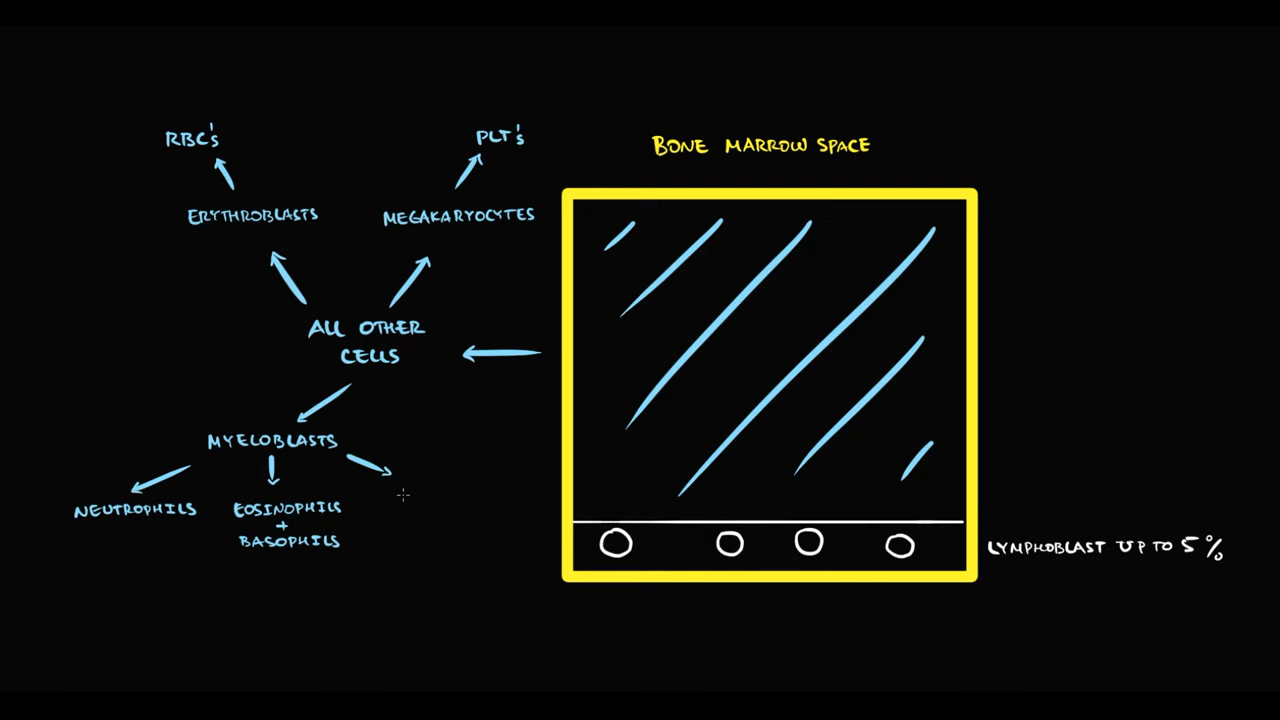 RBC's
PLT's
BONE MARROW SPACE
ERYTHROBLASTS
MEGAKARYOCYTES
ALL OTHER
CELLS
MYELOBLASTS
NEUTROPHILS
EOSINOPHILS
+
BASOPHILS
LYMPHOBLAST UP TO 5%